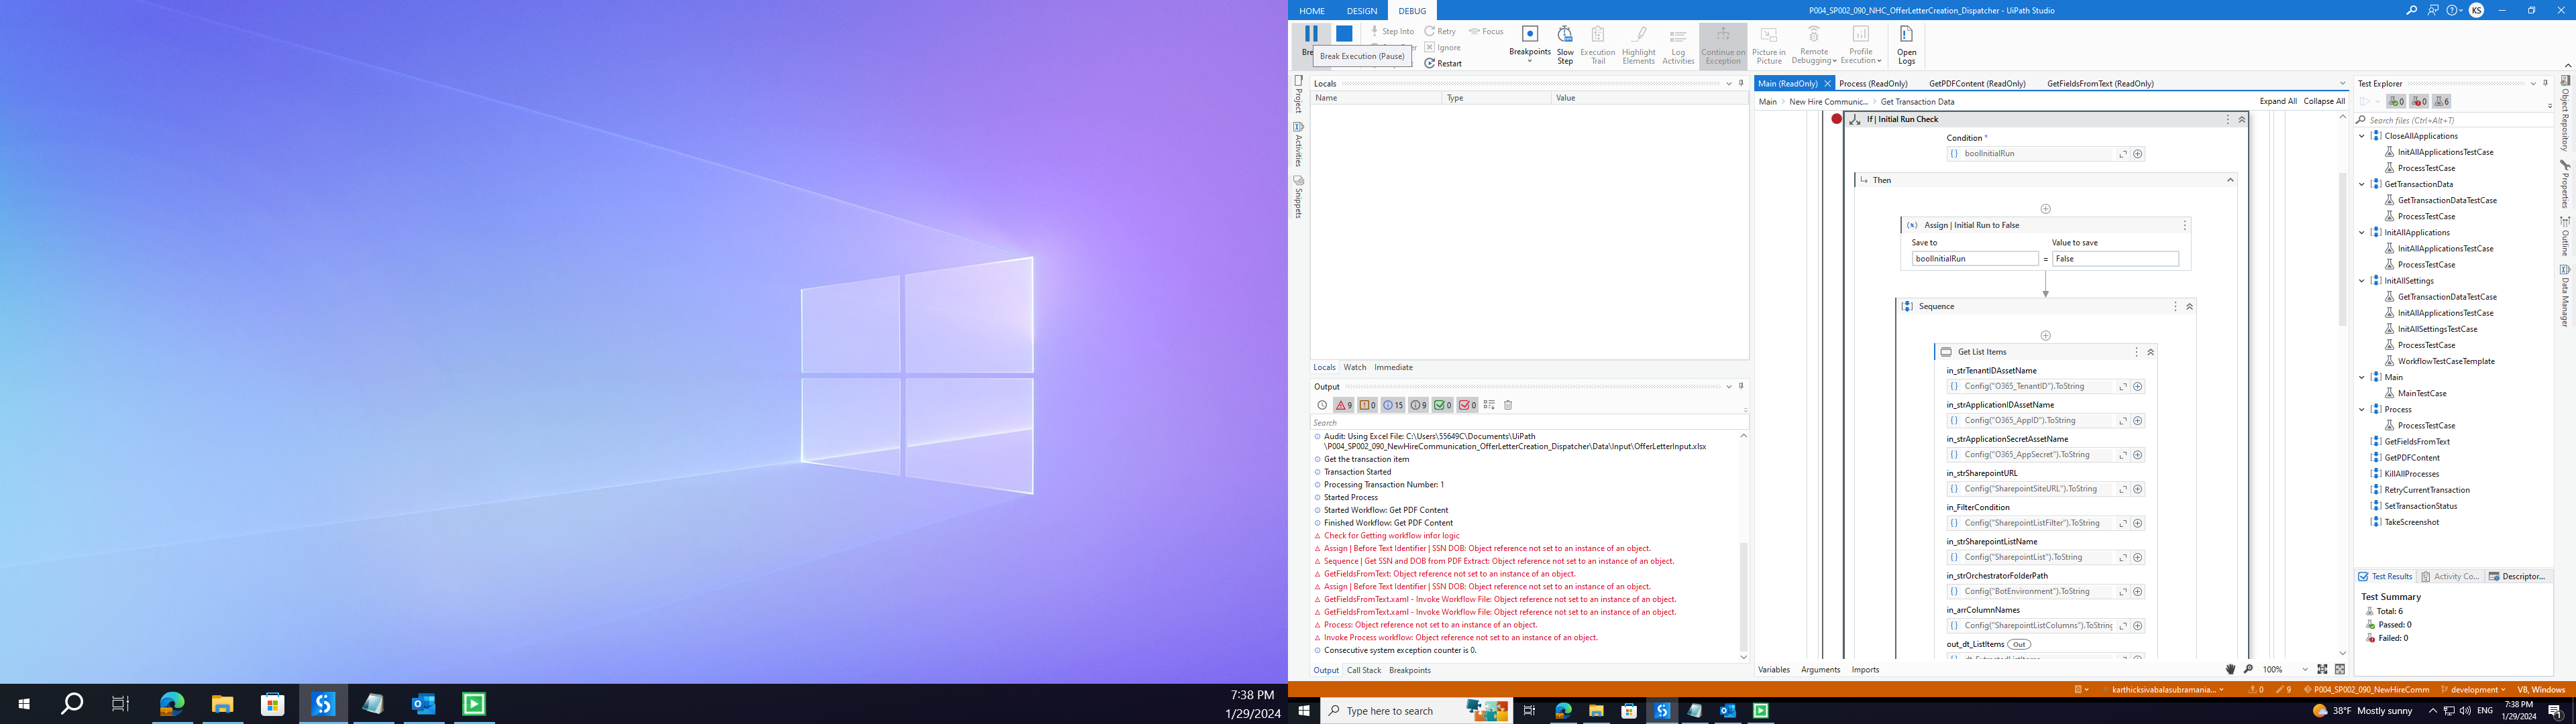 HOME DESIGN DEBUG
P004_SP002_090_NHC_OfferLetterCreation_Dispatcher - UiPath Studio
KS
Step Into Retry Focus
Ignore
Restart
Break Execution (Pause)
Breakpoints
Slow Step
Execution Trail
Highlight Elements
Log Activities
Continue on Exception
Picture in Picture
Remote Debugging
Profile Execution
Open Logs
Project
Activities
Snippets
Locals
Name Type Value
Locals Watch Immediate
Output
9 0 15 9 0 0
Search
Audit: Using Excel File: C:\Users\55649C\Documents\UiPath
\P004_SP002_090_NewHireCommunication_OfferLetterCreation_Dispatcher\Data\Input\OfferLetterInput.xlsx
Get the transaction item
Transaction Started
Processing Transaction Number: 1
Started Process
Started Workflow: Get PDF Content
Finished Workflow: Get PDF Content
Check for Getting workflow infor logic
Assign | Before Text Identifier | SSN DOB: Object reference not set to an instance of an object.
Sequence | Get SSN and DOB from PDF Extract: Object reference not set to an instance of an object.
GetFieldsFromText: Object reference not set to an instance of an object.
Assign | Before Text Identifier | SSN DOB: Object reference not set to an instance of an object.
GetFieldsFromText.xaml - Invoke Workflow File: Object reference not set to an instance of an object.
GetFieldsFromText.xaml - Invoke Workflow File: Object reference not set to an instance of an object.
Process: Object reference not set to an instance of an object.
Invoke Process workflow: Object reference not set to an instance of an object.
Consecutive system exception counter is 0.
Output Call Stack Breakpoints
Main (ReadOnly) Process (ReadOnly) GetPDFContent (ReadOnly) GetFieldsFromText (ReadOnly)
Main > New Hire Communic... > Get Transaction Data
Expand All Collapse All
If | Initial Run Check
Condition *
boolInitialRun
Then
Assign | Initial Run to False
Save to Value to save
boolInitialRun = False
Sequence
Get List Items
in_strTenantIDAssetName
Config("O365_TenantID").ToString
in_strApplicationIDAssetName
Config("O365_AppID").ToString
in_strApplicationSecretAssetName
Config("O365_AppSecret").ToString
in_strSharepointURL
Config("SharepointSiteURL").ToString
in_FilterCondition
Config("SharepointListFilter").ToString
in_strSharepointListName
Config("SharepointList").ToString
in_strOrchestratorFolderPath
Config("BotEnvironment").ToString
in_arrColumnNames
Config("SharepointListColumns").ToString
out_dt_ListItems Out
Variables Arguments Imports
100%
Test Explorer
0 0 6
Search files (Ctrl+Alt+T)
CloseAllApplications
InitAllApplicationsTestCase
ProcessTestCase
GetTransactionData
GetTransactionDataTestCase
ProcessTestCase
InitAllApplications
InitAllApplicationsTestCase
ProcessTestCase
InitAllSettings
GetTransactionDataTestCase
InitAllApplicationsTestCase
InitAllSettingsTestCase
ProcessTestCase
WorkflowTestCaseTemplate
Main
MainTestCase
Process
ProcessTestCase
GetFieldsFromText
GetPDFContent
KillAllProcesses
RetryCurrentTransaction
SetTransactionStatus
TakeScreenshot
Test Results Activity Co... Descriptor...
Test Summary
Total: 6
Passed: 0
Failed: 0
Object Repository
Properties
Outline
Data Manager
karthicksivabalasubramania... 0 9 P004_SP002_090_NewHireComm development VB, Windows
7:38 PM
1/29/2024
Type here to search
38°F Mostly sunny
ENG
7:38 PM
1/29/2024